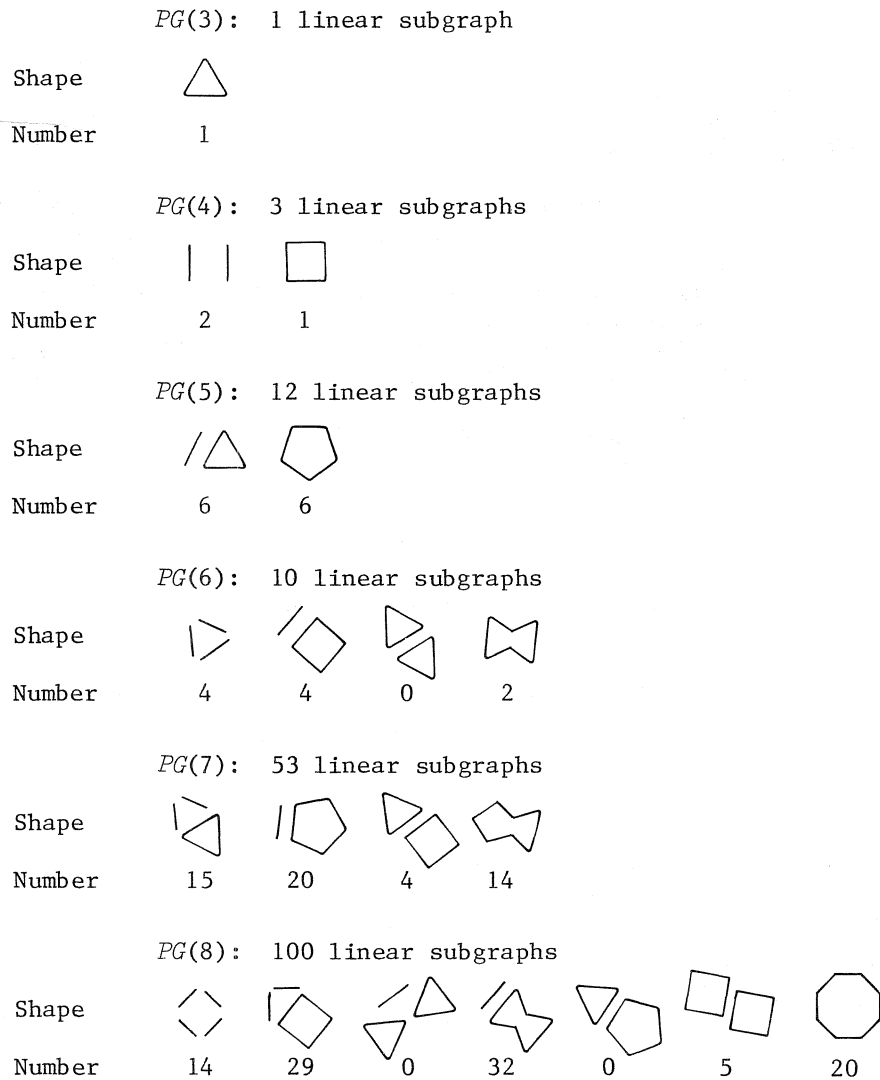 PG(3): 1 linear subgraph
Shape
Number 1
PG(4): 3 linear subgraphs
Shape
Number 2 1
PG(5): 12 linear subgraphs
Shape
Number 6 6
PG(6): 10 linear subgraphs
Shape
Number 4 4 0 2
PG(7): 53 linear subgraphs
Shape
Number 15 20 4 14
PG(8): 100 linear subgraphs
Shape
Number 14 29 0 32 0 5 20